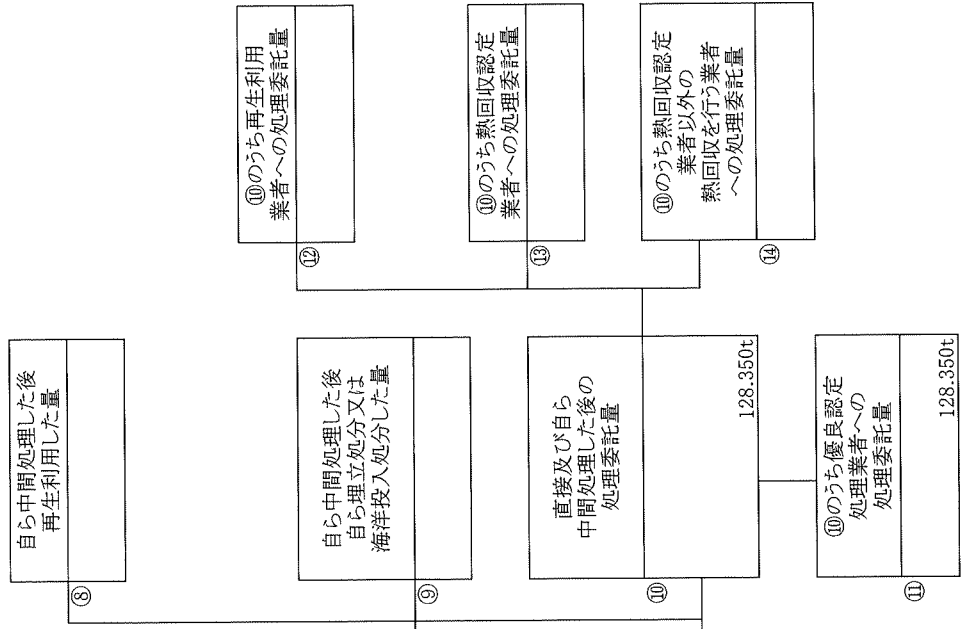 ⑧
自ら中間処理した後
再生利用した量
⑨
自ら中間処理した後
自ら埋立処分又は
海洋投入処分した量
⑩
直接及び自ら
中間処理した後の
処理委託量
128.350t
⑪
⑩のうち優良認定
処理業者への
処理委託量
128.350t
⑫
⑩のうち再生利用
業者への処理委託量
⑬
⑩のうち熱回収認定
業者への処理委託量
⑭
⑩のうち熱回収認定
業者以外の
熱回収を行う業者
への処理委託量